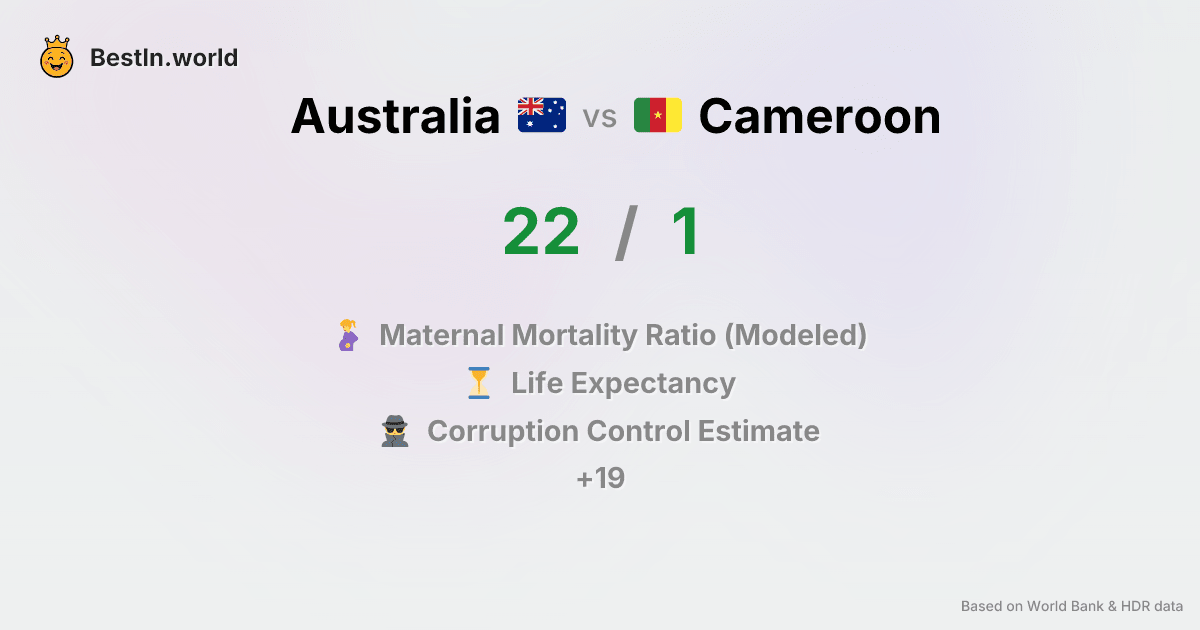 BestIn.world
Australia vs Cameroon
22 / 1
Maternal Mortality Ratio (Modeled)
Life Expectancy
Corruption Control Estimate
+19
Based on World Bank & HDR data